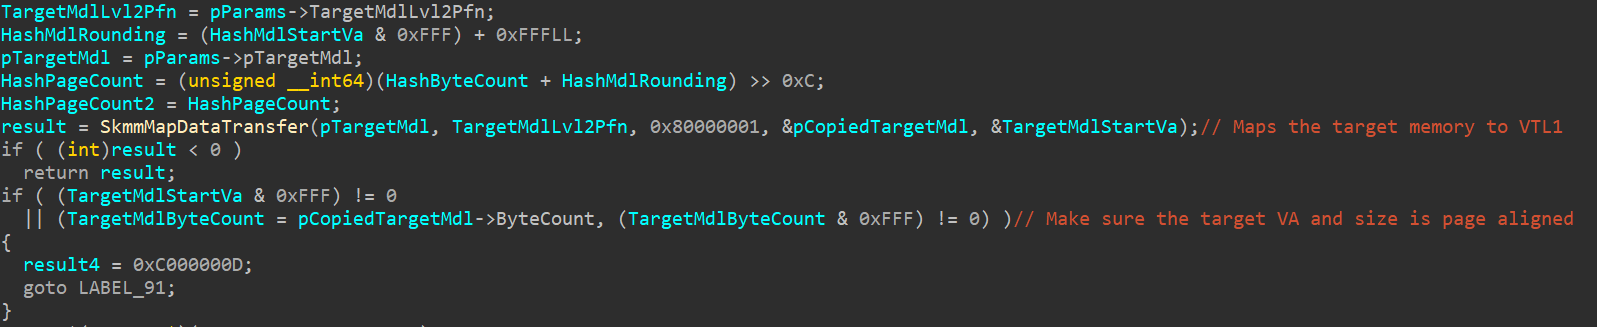 TargetMdlLvl2Pfn = pParams->TargetMdlLvl2Pfn;
HashMdlRounding = (HashMdlStartVa & 0xFFF) + 0xFFFLL;
pTargetMdl = pParams->pTargetMdl;
HashPageCount = (unsigned __int64)(HashByteCount + HashMdlRounding) >> 0xC;
HashPageCount2 = HashPageCount;
result = SkmmMapDataTransfer(pTargetMdl, TargetMdlLvl2Pfn, 0x80000001, &pCopiedTargetMdl, &TargetMdlStartVa);// Maps the target memory to VTL1
if ( (int)result < 0 )
  return result;
if ( (TargetMdlStartVa & 0xFFF) != 0
  || (TargetMdlByteCount = pCopiedTargetMdl->ByteCount, (TargetMdlByteCount & 0xFFF) != 0) )// Make sure the target VA and size is page aligned
{
  result4 = 0xC000000D;
  goto LABEL_91;
}